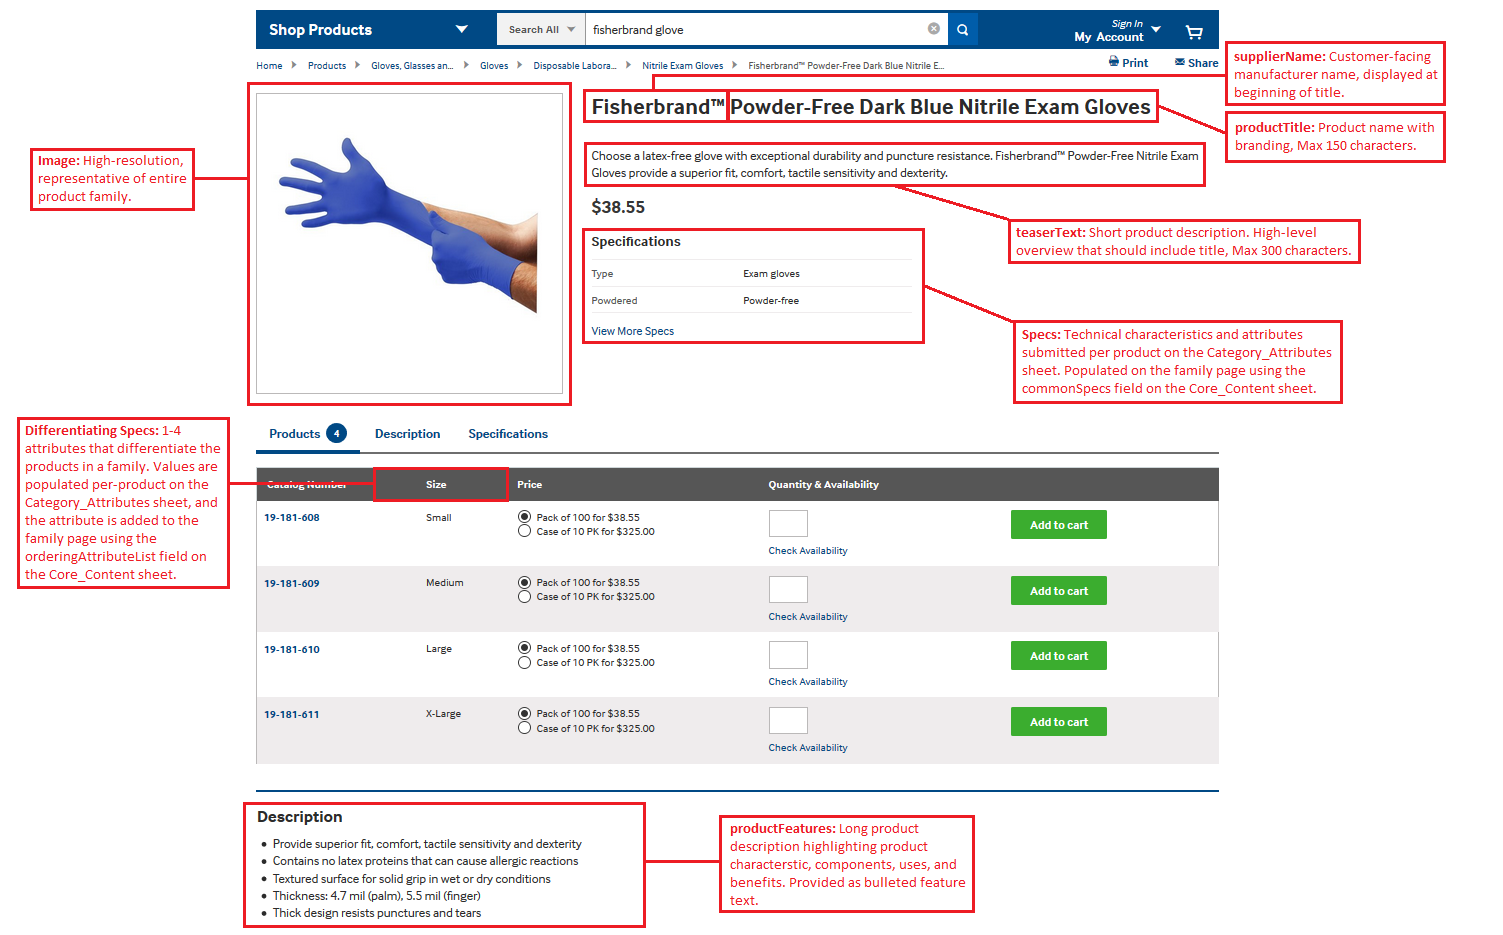 Shop Products
Search All
fisherbrand glove
Sign In
My Account
Home
Products
Gloves, Glasses an...
Gloves
Disposable Labora...
Nitrile Exam Gloves
Fisherbrand™ Powder-Free Dark Blue Nitrile E...
Print
Share
supplierName: Customer-facing
manufacturer name, displayed at
beginning of title.
Fisherbrand™ Powder-Free Dark Blue Nitrile Exam Gloves
productTitle: Product name with
branding, Max 150 characters.
Image: High-resolution,
representative of entire
product family.
Choose a latex-free glove with exceptional durability and puncture resistance. Fisherbrand™ Powder-Free Nitrile Exam
Gloves provide a superior fit, comfort, tactile sensitivity and dexterity.
$38.55
teaserText: Short product description. High-level
overview that should include title, Max 300 characters.
Specifications
Type Exam gloves
Powdered Powder-free
View More Specs
Specs: Technical characteristics and attributes
submitted per product on the Category_Attributes
sheet. Populated on the family page using the
commonSpecs field on the Core_Content sheet.
Differentiating Specs: 1-4
attributes that differentiate the
products in a family. Values are
populated per-product on the
Category_Attributes sheet, and
the attribute is added to the
family page using the
orderingAttributeList field on
the Core_Content sheet.
Products 4 Description Specifications
Catalog Number Size Price Quantity & Availability
19-181-608 Small Pack of 100 for $38.55
Case of 10 PK for $325.00
Add to cart
Check Availability
19-181-609 Medium Pack of 100 for $38.55
Case of 10 PK for $325.00
Add to cart
Check Availability
19-181-610 Large Pack of 100 for $38.55
Case of 10 PK for $325.00
Add to cart
Check Availability
19-181-611 X-Large Pack of 100 for $38.55
Case of 10 PK for $325.00
Add to cart
Check Availability
Description
• Provide superior fit, comfort, tactile sensitivity and dexterity
• Contains no latex proteins that can cause allergic reactions
• Textured surface for solid grip in wet or dry conditions
• Thickness: 4.7 mil (palm), 5.5 mil (finger)
• Thick design resists punctures and tears
productFeatures: Long product
description highlighting product
characterstic, components, uses, and
benefits. Provided as bulleted feature
text.